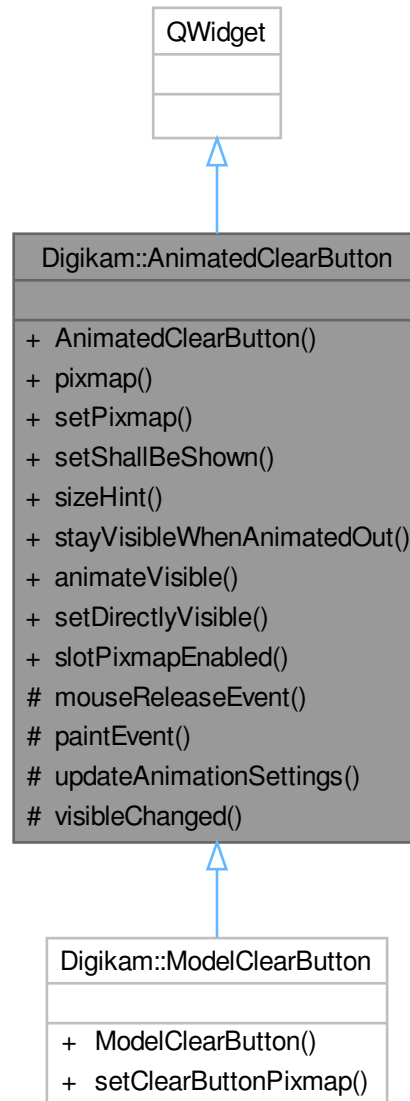 QWidget
Digikam::AnimatedClearButton
+ AnimatedClearButton()
+ pixmap()
+ setPixmap()
+ setShallBeShown()
+ sizeHint()
+ stayVisibleWhenAnimatedOut()
+ animateVisible()
+ setDirectlyVisible()
+ slotPixmapEnabled()
# mouseReleaseEvent()
# paintEvent()
# updateAnimationSettings()
# visibleChanged()
Digikam::ModelClearButton
+ ModelClearButton()
+ setClearButtonPixmap()